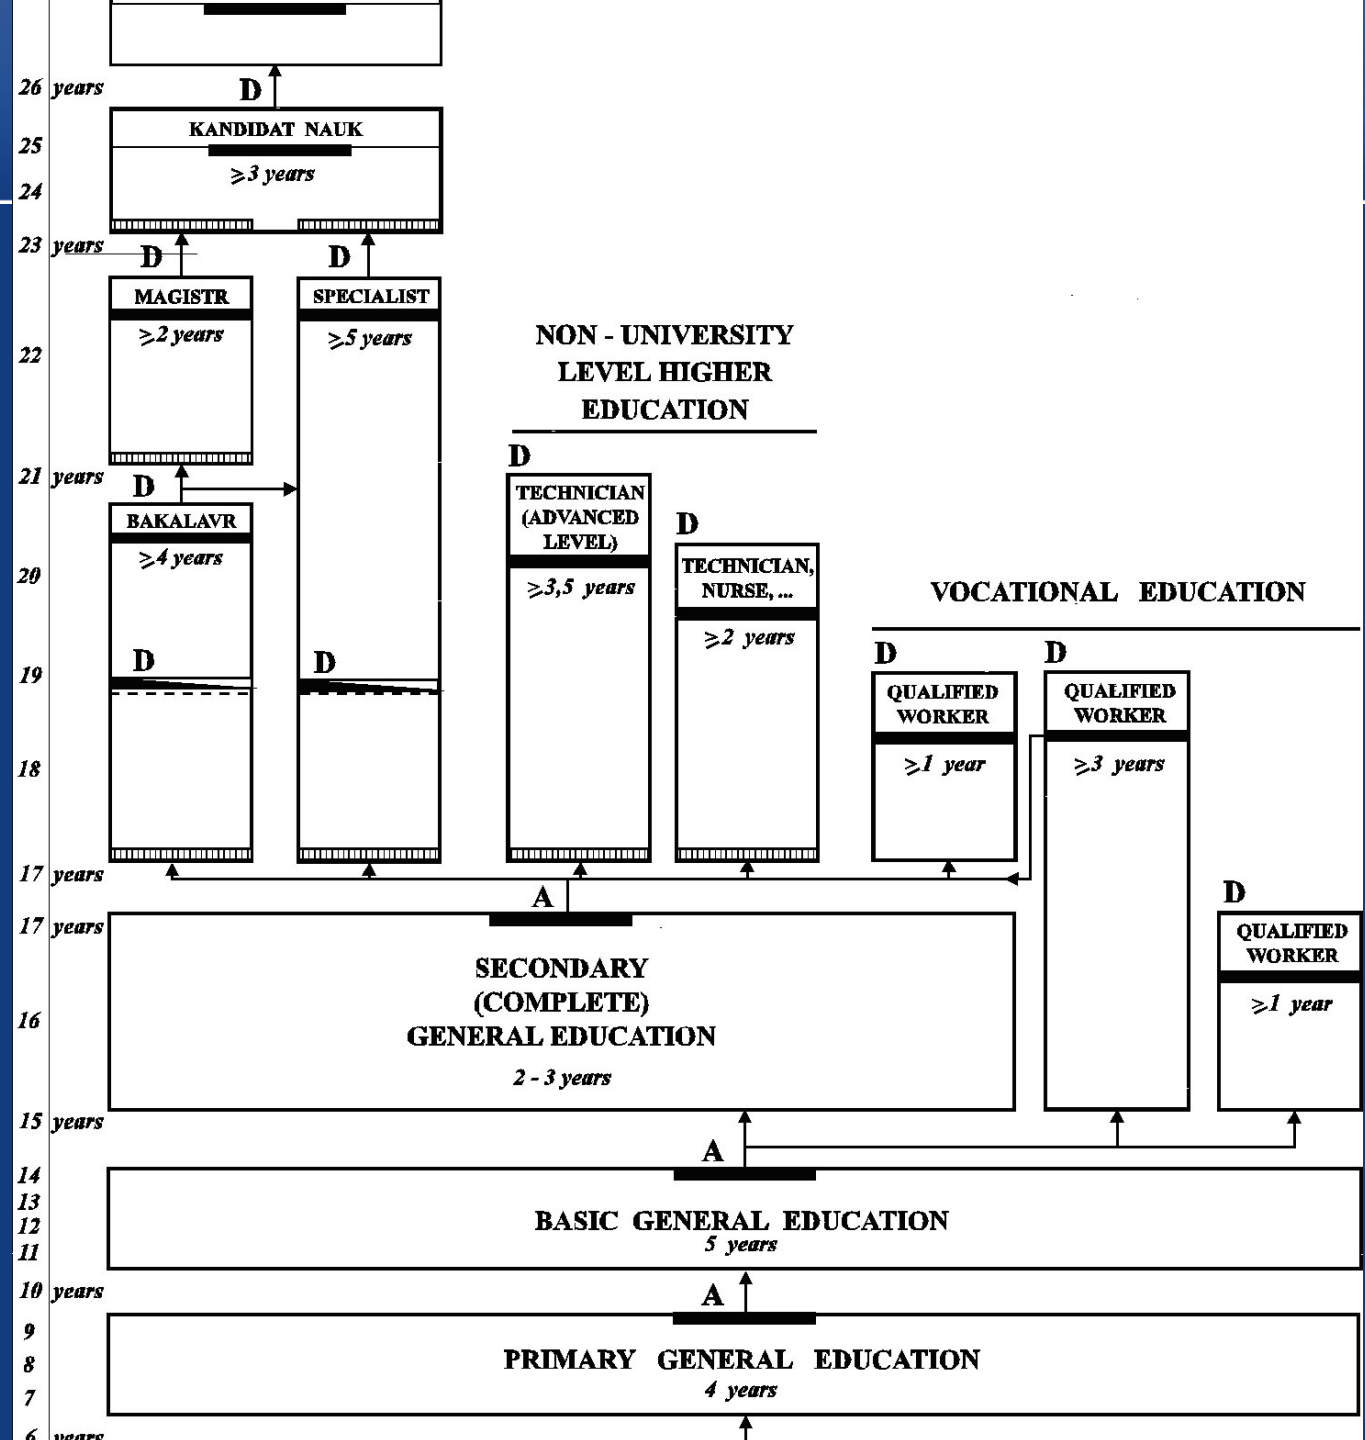 26 years
D
KANDIDAT NAUK
25
⩾3 years
24
23 years
D
D
MAGISTR
SPECIALIST
⩾2 years
⩾5 years
22
NON - UNIVERSITY
LEVEL HIGHER
EDUCATION
21 years
D
D
BAKALAVR
TECHNICIAN
(ADVANCED
LEVEL)
⩾4 years
⩾3,5 years
D
TECHNICIAN,
NURSE, ...
⩾2 years
20
VOCATIONAL EDUCATION
19
D
D
D
D
QUALIFIED
WORKER
QUALIFIED
WORKER
⩾1 year
⩾3 years
18
17 years
A
D
17 years
QUALIFIED
WORKER
⩾1 year
SECONDARY
(COMPLETE)
GENERAL EDUCATION
2 - 3 years
16
15 years
A
14
13
12
11
BASIC GENERAL EDUCATION
5 years
10 years
A
9
8
7
PRIMARY GENERAL EDUCATION
4 years
6 years